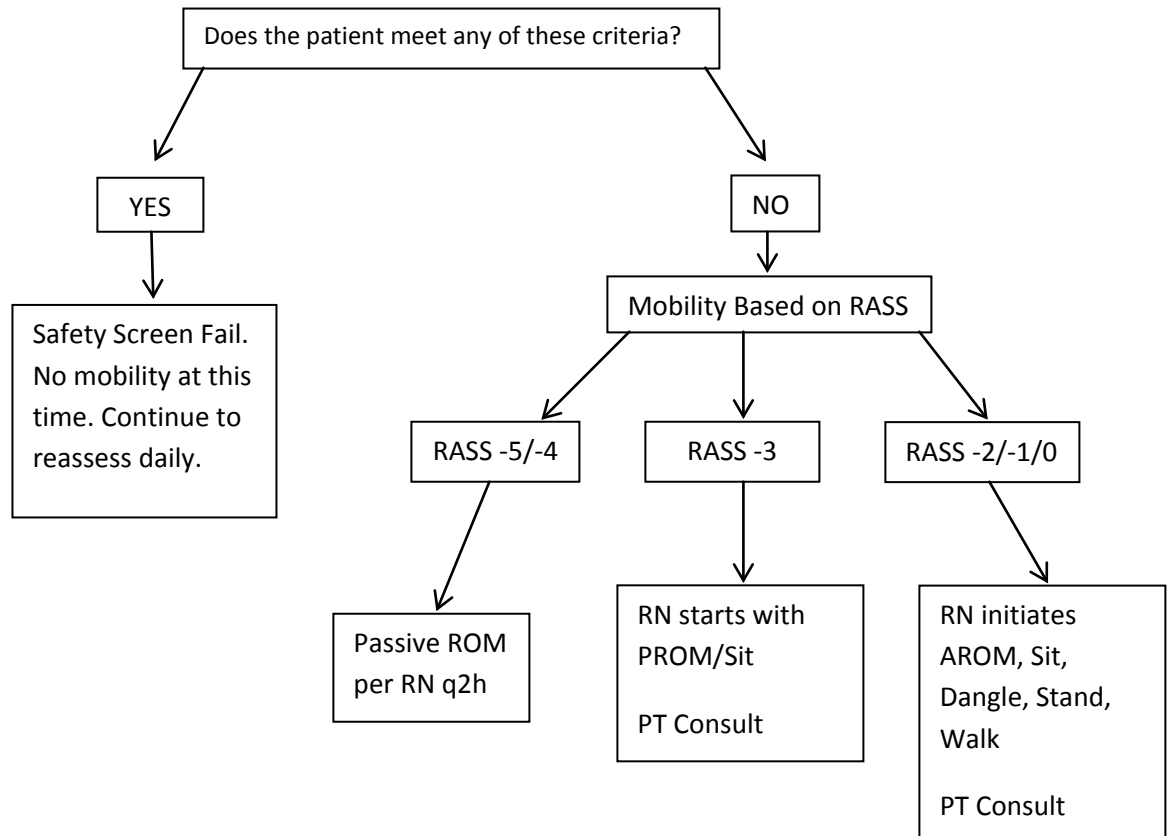 Does the patient meet any of these criteria?
YES
NO
Safety Screen Fail.
No mobility at this
time. Continue to
reassess daily.
Mobility Based on RASS
RASS -5/-4
RASS -3
RASS -2/-1/0
Passive ROM
per RN q2h
RN starts with
PROM/Sit
PT Consult
RN initiates
AROM, Sit,
Dangle, Stand,
Walk
PT Consult